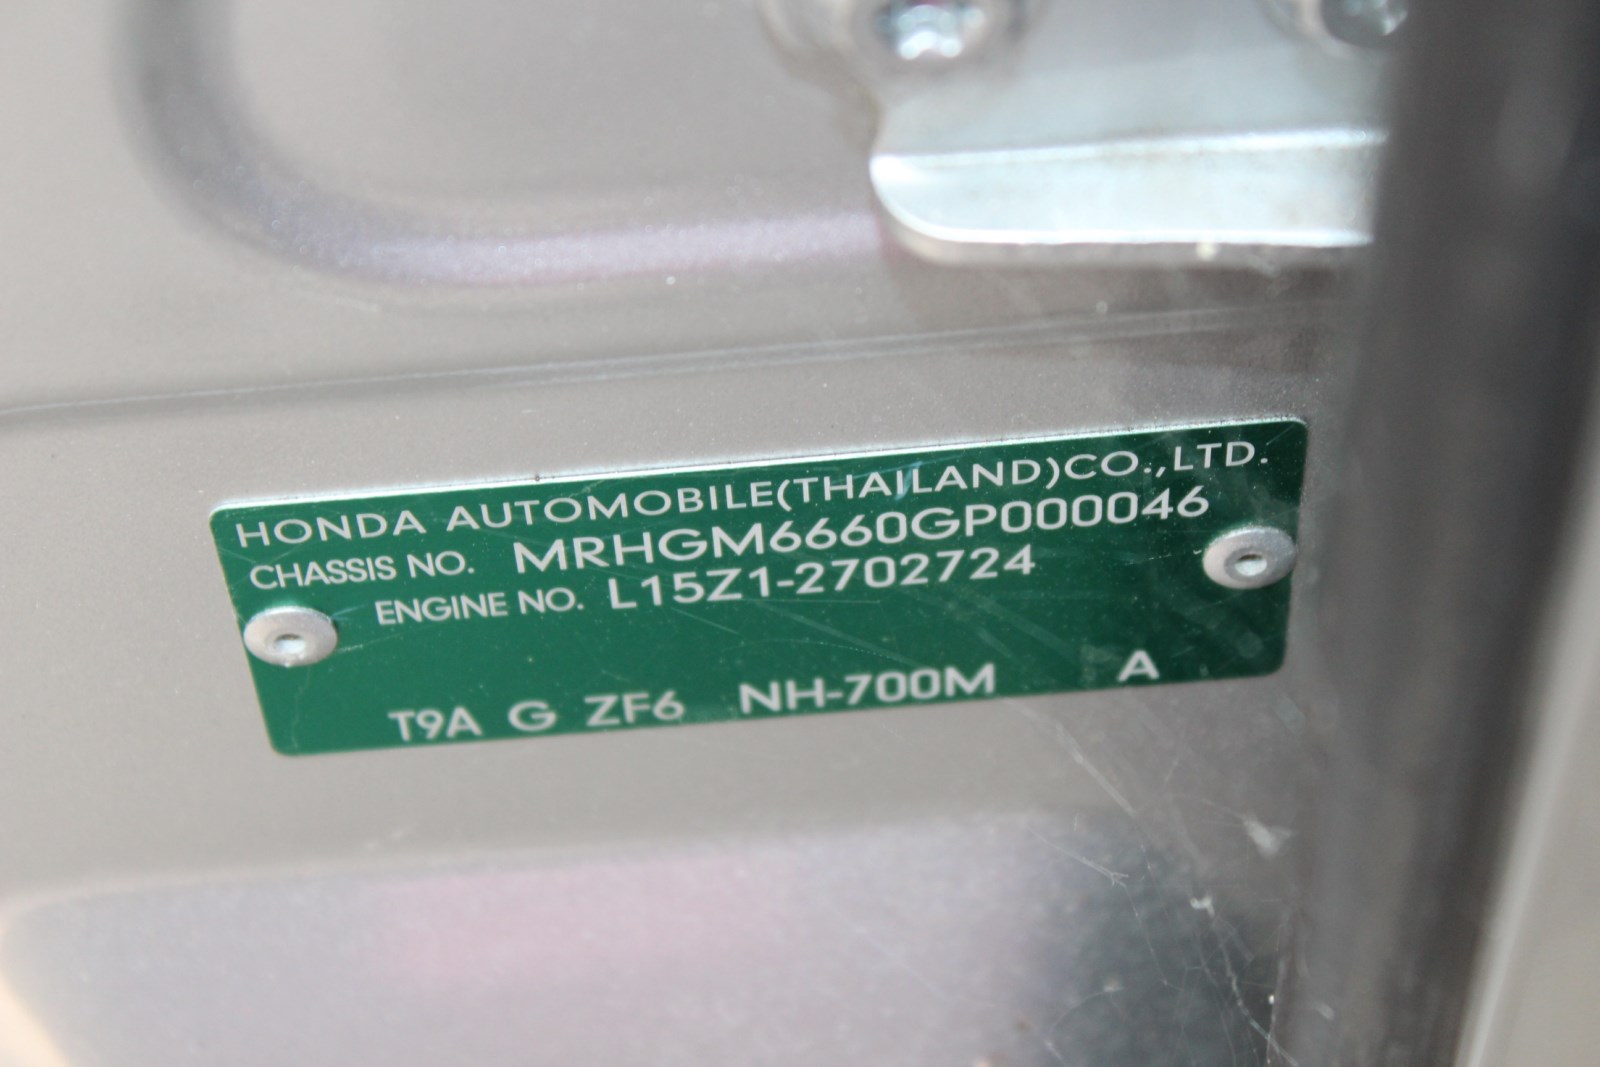 HONDA AUTOMOBILE(THAILAND)CO.,LTD.
CHASSIS NO. MRHGM6660GP000046
ENGINE NO. L15Z1-2702724
T9A G ZF6 NH-700M A